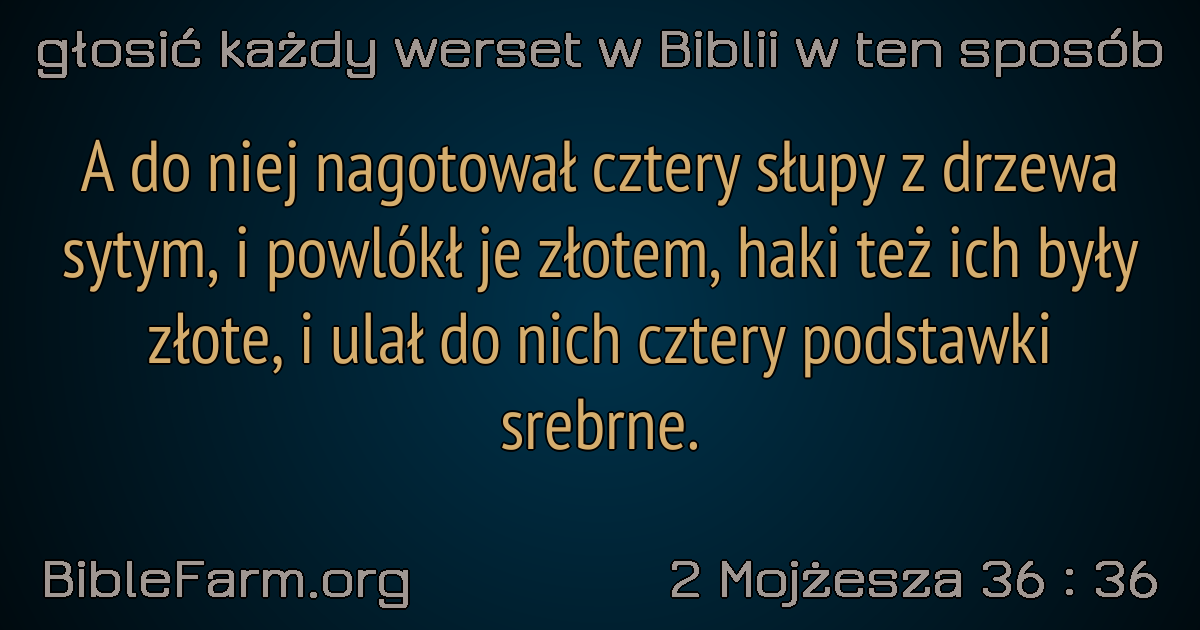 głosić każdy werset w Biblii w ten sposób
A do niej nagotował cztery słupy z drzewa
sytym, i powlókł je złotem, haki też ich były
złote, i ulał do nich cztery podstawki
srebrne.
BibleFarm.org
2 Mojżesza 36 : 36